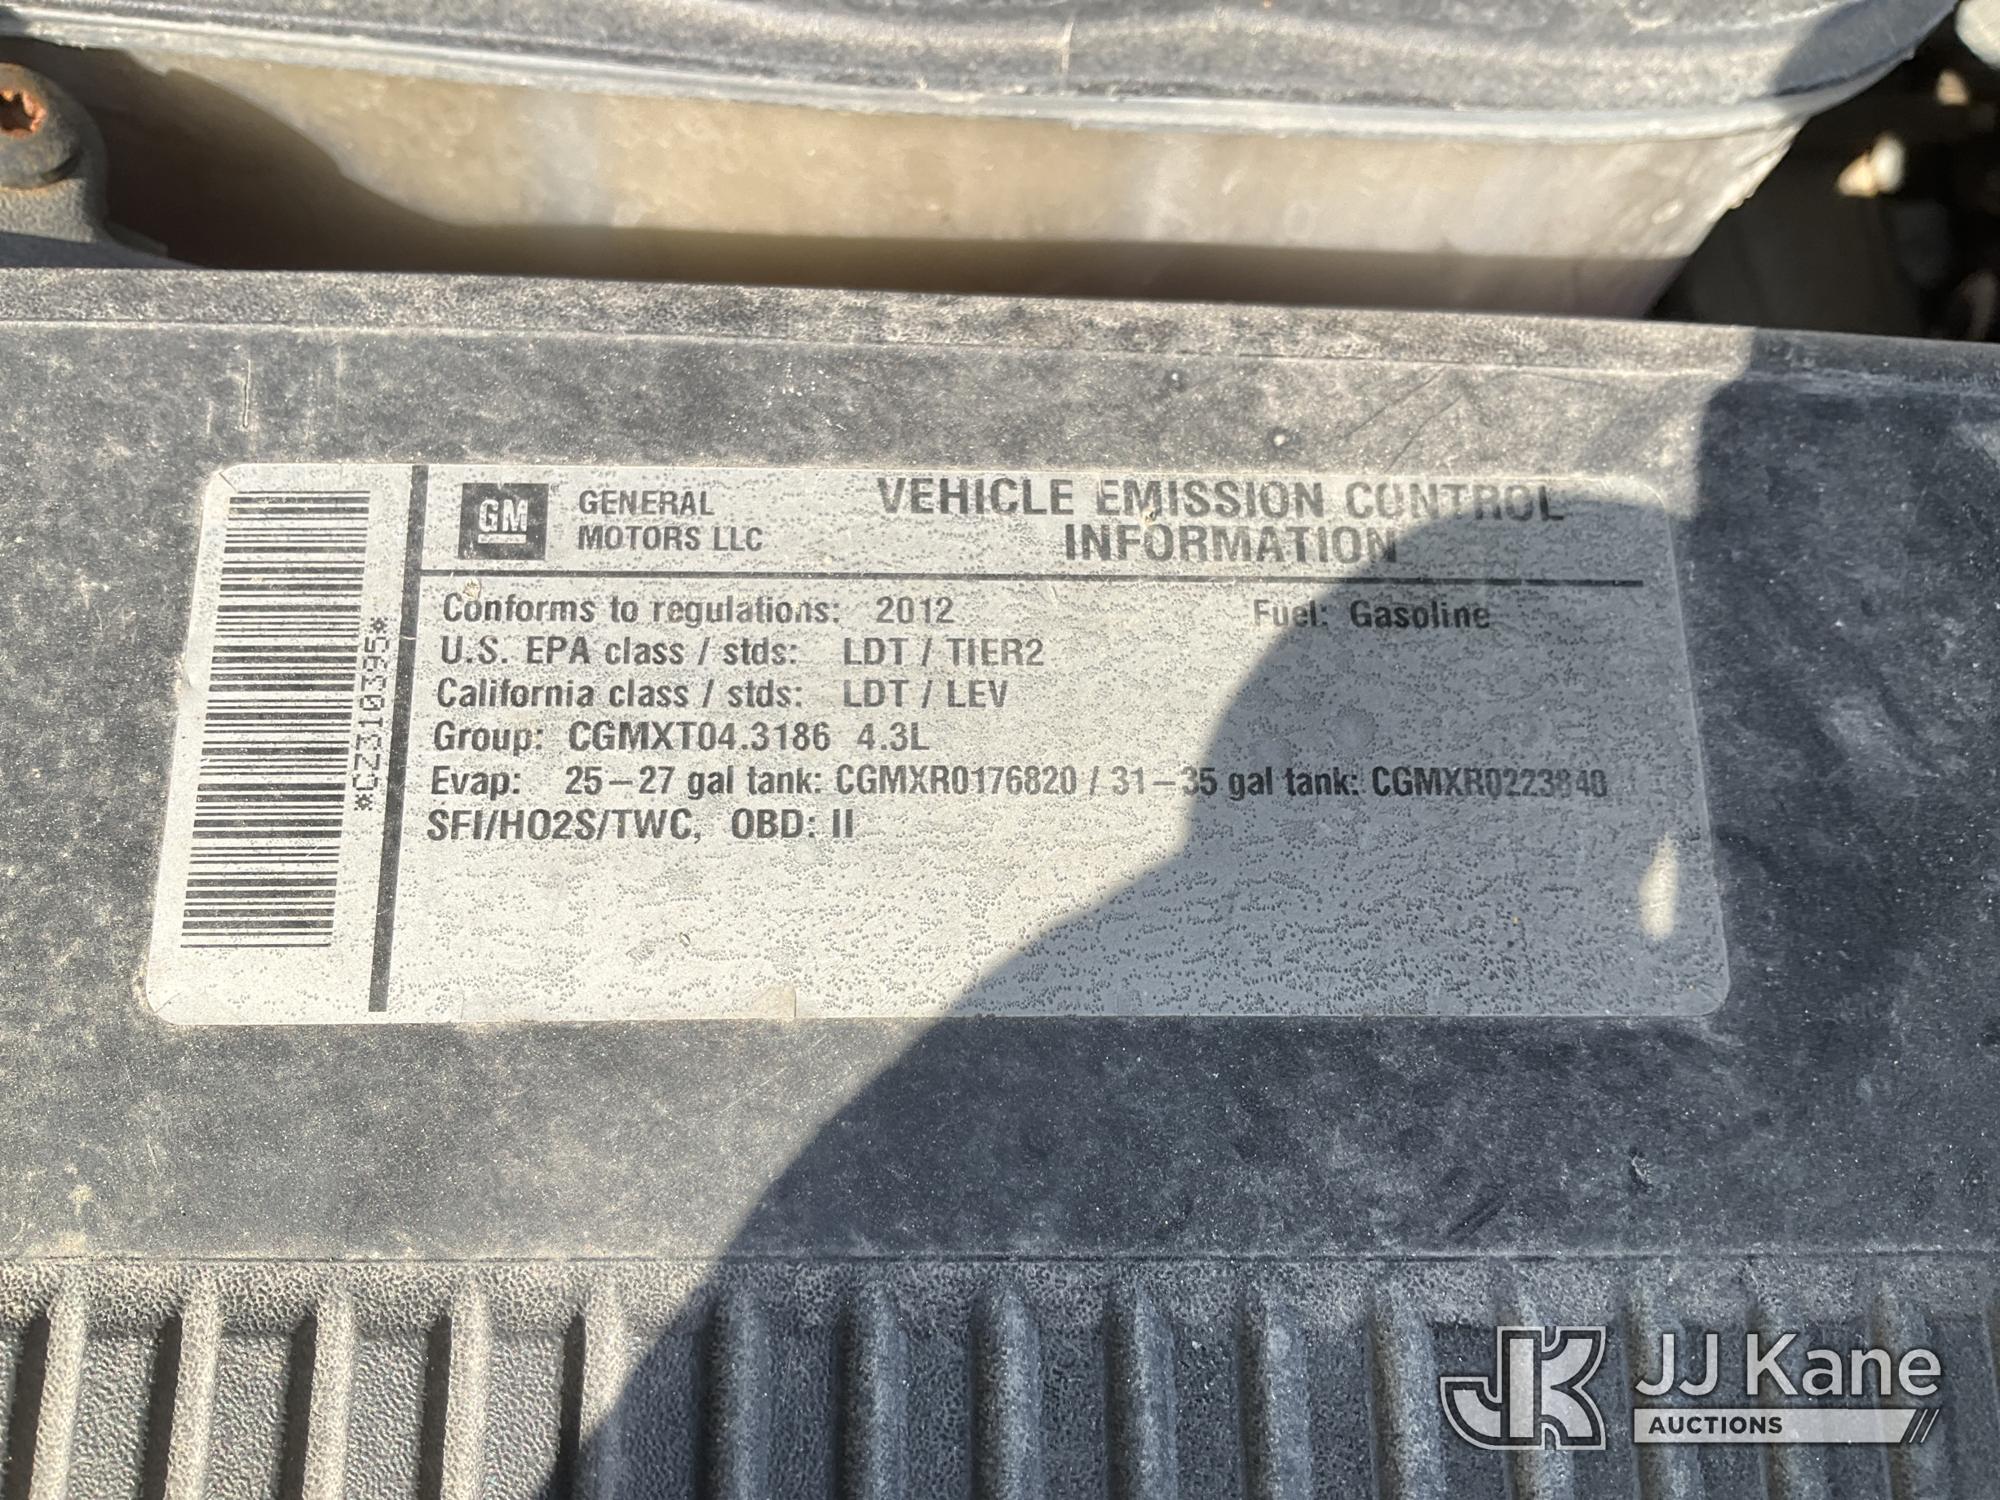 GM
GENERAL
MOTORS LLC
VEHICLE EMISSION CONTROL
INFORMATION
Conforms to regulations: 2012 Fuel: Gasoline
U.S. EPA class / stds: LDT / TIER2
California class / stds: LDT / LEV
Group: CGMXT04.3186 4.3L
Evap: 25–27 gal tank: CGMXR0176820 / 31–35 gal tank: CGMXR0223840
SFI/HO2S/TWC, OBD: II
*CZ310395*
JK JJ Kane
AUCTIONS